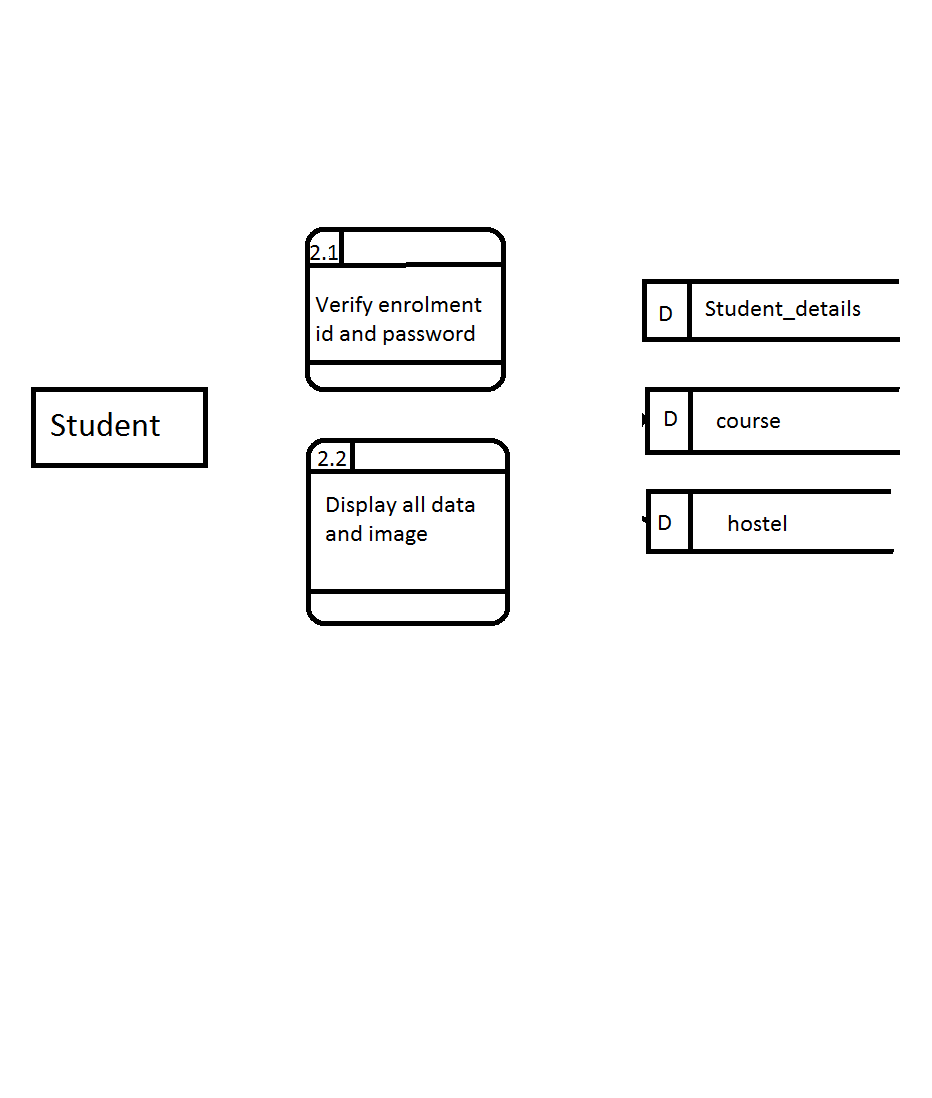 2.1
Verify enrolment
id and password
D
Student_details
Student
D
course
2.2
Display all data
and image
D
hostel